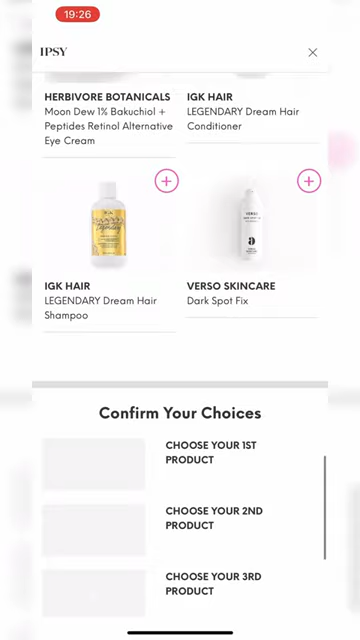 19:26
IPSY
HERBIVORE BOTANICALS
Moon Dew 1% Bakuchiol +
Peptides Retinol Alternative
Eye Cream
IGK HAIR
LEGENDARY Dream Hair
Conditioner
legendary
IGK HAIR
LEGENDARY Dream Hair
Shampoo
VERSO
VERSO SKINCARE
Dark Spot Fix
Confirm Your Choices
CHOOSE YOUR 1ST
PRODUCT
CHOOSE YOUR 2ND
PRODUCT
CHOOSE YOUR 3RD
PRODUCT